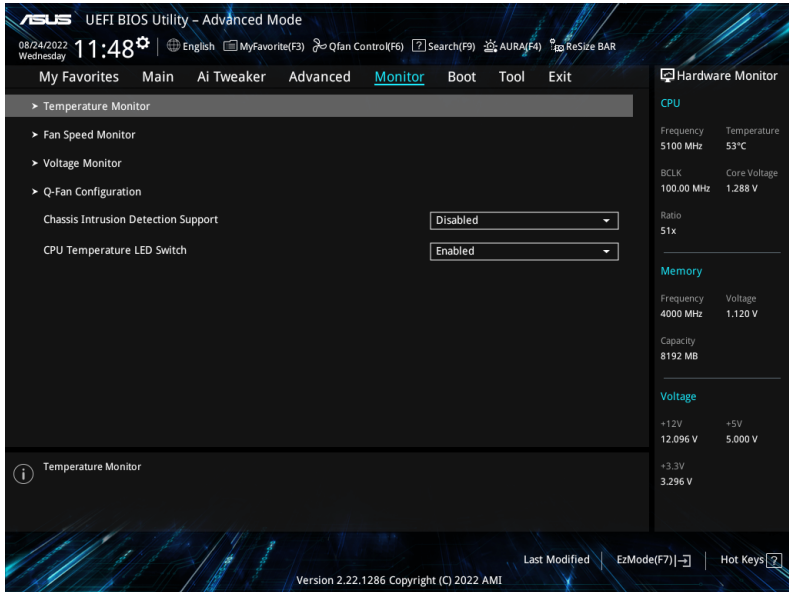 ASUS UEFI BIOS Utility – Advanced Mode
08/24/2022 Wednesday 11:48 English MyFavorite(F3) Qfan Control(F6) ? Search(F9) AURA(F4) ReSize BAR
My Favorites Main Ai Tweaker Advanced Monitor Boot Tool Exit
> Temperature Monitor
> Fan Speed Monitor
> Voltage Monitor
> Q-Fan Configuration
Chassis Intrusion Detection Support Disabled
CPU Temperature LED Switch Enabled
Hardware Monitor
CPU
Frequency Temperature
5100 MHz 53°C
BCLK Core Voltage
100.00 MHz 1.288 V
Ratio
51x
Memory
Frequency Voltage
4000 MHz 1.120 V
Capacity
8192 MB
Voltage
+12V +5V
12.096 V 5.000 V
+3.3V
3.296 V
i Temperature Monitor
Last Modified EzMode(F7) Hot Keys ?
Version 2.22.1286 Copyright (C) 2022 AMI